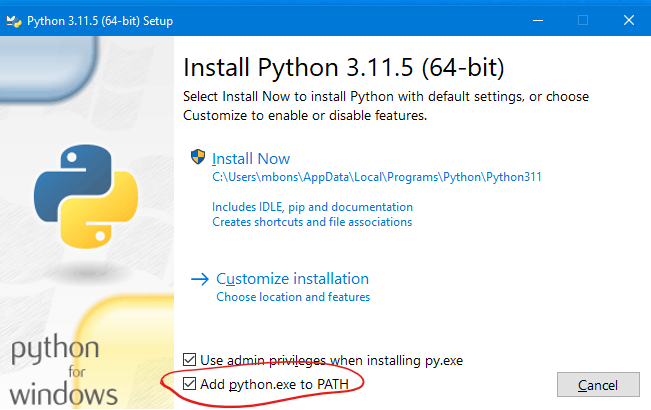 Python 3.11.5 (64-bit) Setup
Install Python 3.11.5 (64-bit)
Select Install Now to install Python with default settings, or choose
Customize to enable or disable features.
Install Now
C:\Users\mbons\AppData\Local\Programs\Python\Python311
Includes IDLE, pip and documentation
Creates shortcuts and file associations
Customize installation
Choose location and features
python
for
windows
Use admin privileges when installing py.exe
Add python.exe to PATH
Cancel